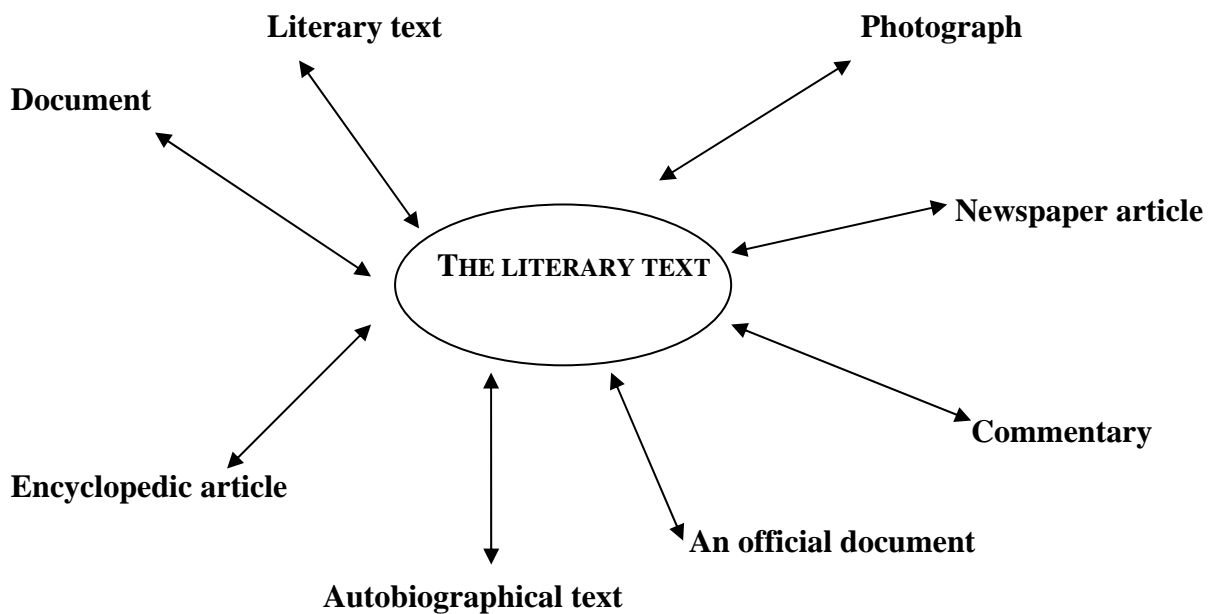 Literary text
Photograph
Document
Newspaper article
THE LITERARY TEXT
Commentary
Encyclopedic article
An official document
Autobiographical text